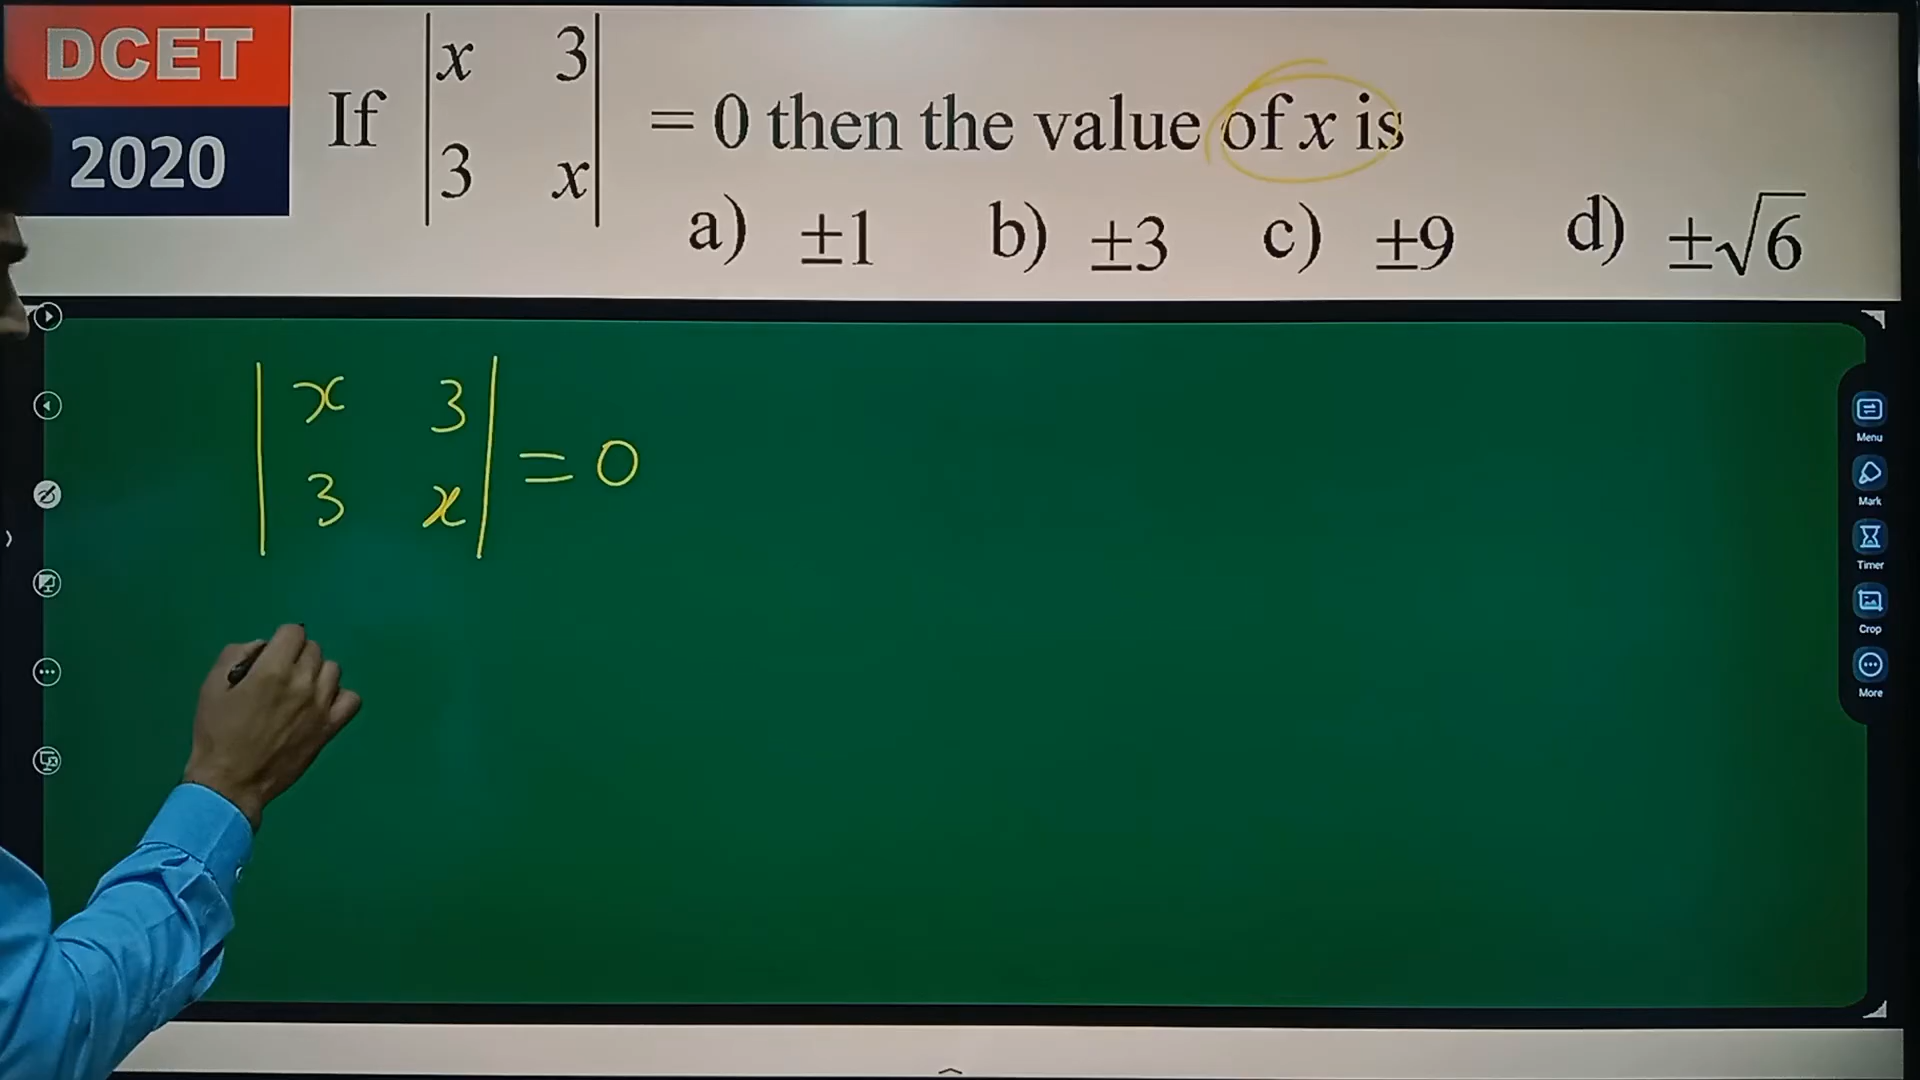 DCET
2020
If | x 3 |
| 3 x | = 0 then the value of x is
a) ±1 b) ±3 c) ±9 d) ±√6
| x 3 |
| 3 x | = 0
Menu
Mark
Timer
Crop
More